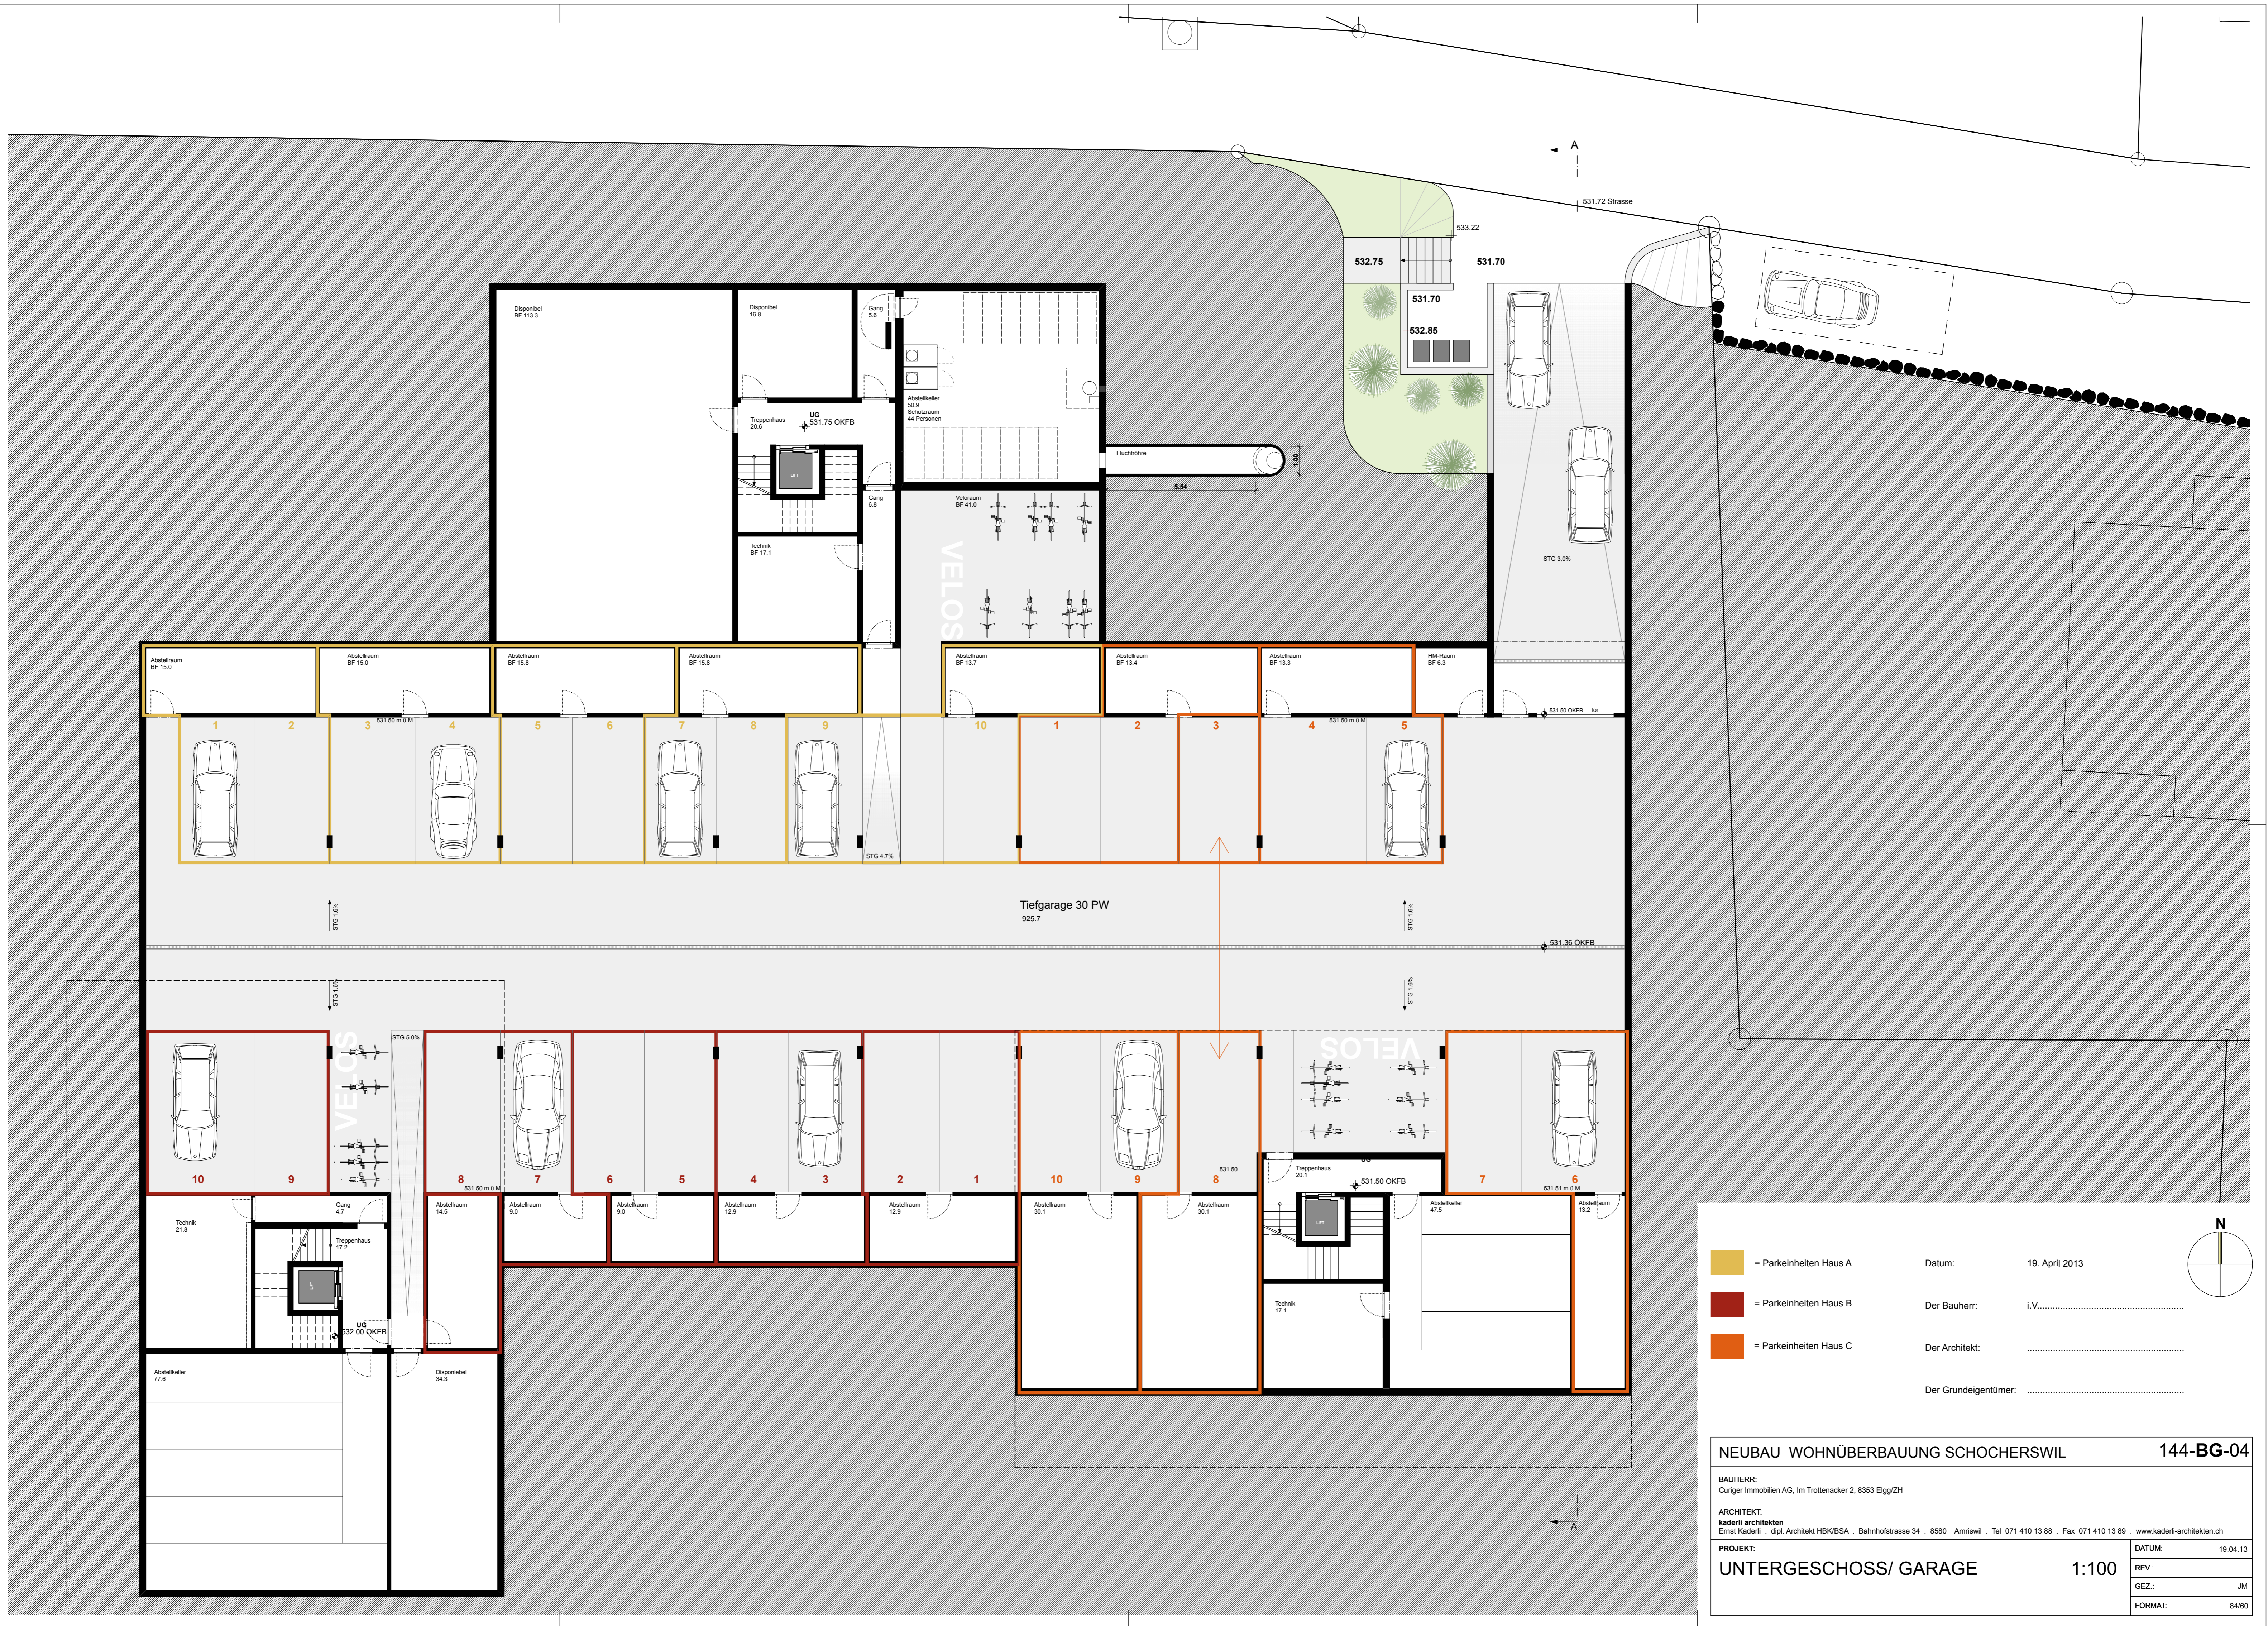 A
531.72 Strasse
533.22
532.75
531.70
531.70
532.85
Disponibel
BF 113.3
Disponibel
16.8
Gang
5.6
Abstellkeller
50.9
Schutzraum
44 Personen
Treppenhaus
20.6
UG
531.75 OKFB
LIFT
Fluchtröhre
1.00
5.54
Gang
6.8
Veloraum
BF 41.0
VELOS
Technik
BF 17.1
STG 3,0%
Abstellraum
BF 15.0
Abstellraum
BF 15.0
Abstellraum
BF 15.8
Abstellraum
BF 15.8
Abstellraum
BF 13.7
Abstellraum
BF 13.4
Abstellraum
BF 13.3
HM-Raum
BF 6.3
531.50 OKFB Tor
1 2 3 4 5 6 7 8 9 10 1 2 3 4 5
531.50 m.ü.M.
531.50 m.ü.M.
STG 4.7%
Tiefgarage 30 PW
925.7
STG 1.6%
STG 1.6%
531.36 OKFB
STG 1.6%
STG 1.6%
VELOS
STG 5.0%
VELOS
10 9 8 7 6 5 4 3 2 1 10 9 8 7 6
531.50 m.ü.M.
531.50
531.51 m.ü.M.
Technik
21.8
Gang
4.7
Treppenhaus
17.2
LIFT
UG
532.00 OKFB
Abstellraum
14.5
Abstellraum
9.0
Abstellraum
9.0
Abstellraum
12.9
Abstellraum
12.9
Abstellraum
30.1
Abstellraum
30.1
Treppenhaus
20.1
UG
531.50 OKFB
LIFT
Abstellkeller
47.5
Abstellraum
13.2
Technik
17.1
Abstellkeller
77.6
Disponiebel
34.3
A
N
= Parkeinheiten Haus A
= Parkeinheiten Haus B
= Parkeinheiten Haus C
Datum: 19. April 2013
Der Bauherr: i.V.
Der Architekt:
Der Grundeigentümer:
NEUBAU WOHNÜBERBAUUNG SCHOCHERSWIL 144-BG-04
BAUHERR:
Curiger Immobilien AG, Im Trottenacker 2, 8353 Elgg/ZH
ARCHITEKT:
kaderli architekten
Ernst Kaderli . dipl. Architekt HBK/BSA . Bahnhofstrasse 34 . 8580 Amriswil . Tel 071 410 13 88 . Fax 071 410 13 89 . www.kaderli-architekten.ch
PROJEKT:
UNTERGESCHOSS/ GARAGE 1:100
DATUM: 19.04.13
REV.:
GEZ.: JM
FORMAT: 84/60